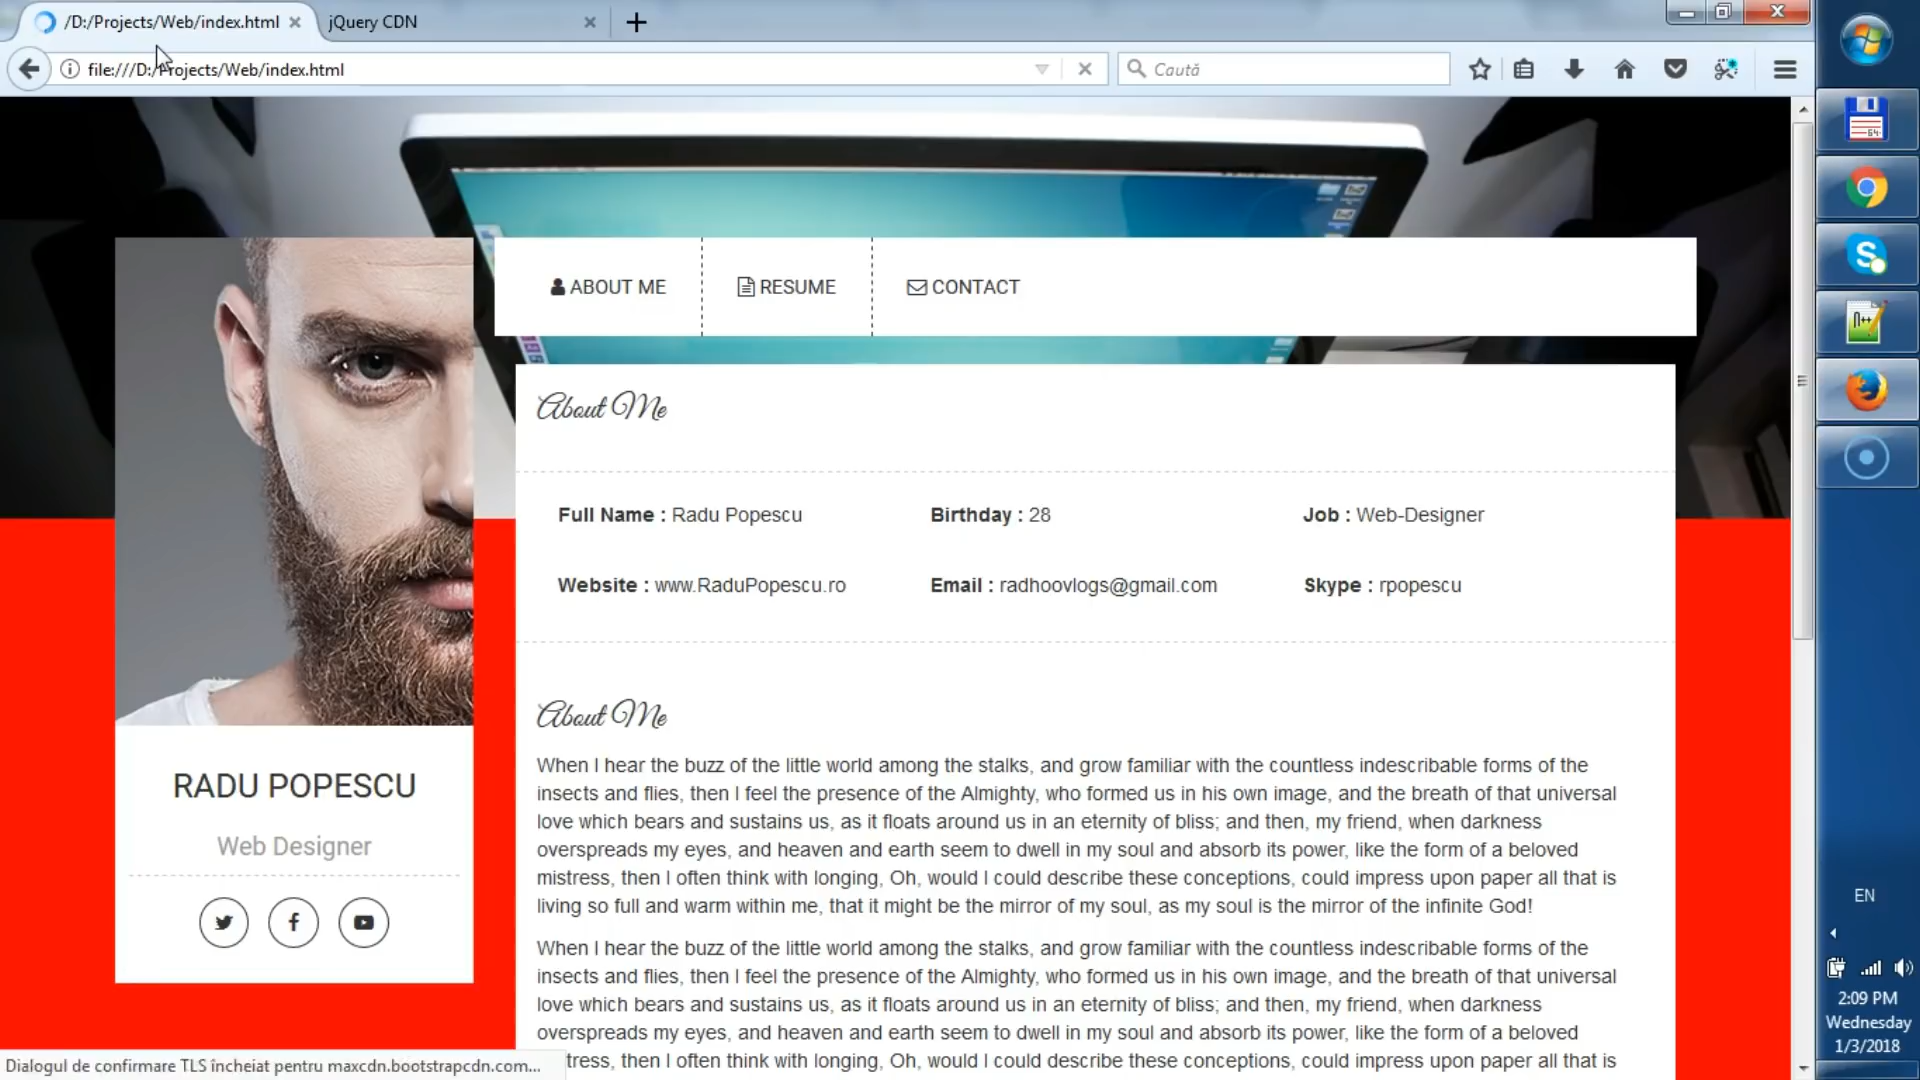 /D:/Projects/Web/index.html
jQuery CDN
file:///D:/Projects/Web/index.html
Caută
ABOUT ME
RESUME
CONTACT
About Me
Full Name : Radu Popescu
Birthday : 28
Job : Web-Designer
Website : www.RaduPopescu.ro
Email : radhoovlogs@gmail.com
Skype : rpopescu
RADU POPESCU
Web Designer
About Me
When I hear the buzz of the little world among the stalks, and grow familiar with the countless indescribable forms of the
insects and flies, then I feel the presence of the Almighty, who formed us in his own image, and the breath of that universal
love which bears and sustains us, as it floats around us in an eternity of bliss; and then, my friend, when darkness
overspreads my eyes, and heaven and earth seem to dwell in my soul and absorb its power, like the form of a beloved
mistress, then I often think with longing, Oh, would I could describe these conceptions, could impress upon paper all that is
living so full and warm within me, that it might be the mirror of my soul, as my soul is the mirror of the infinite God!
When I hear the buzz of the little world among the stalks, and grow familiar with the countless indescribable forms of the
insects and flies, then I feel the presence of the Almighty, who formed us in his own image, and the breath of that universal
love which bears and sustains us, as it floats around us in an eternity of bliss; and then, my friend, when darkness
overspreads my eyes, and heaven and earth seem to dwell in my soul and absorb its power, like the form of a beloved
tress, then I often think with longing, Oh, would I could describe these conceptions, could impress upon paper all that is
Dialogul de confirmare TLS încheiat pentru maxcdn.bootstrapcdn.com...
64
S
N++
EN
2:09 PM
Wednesday
1/3/2018